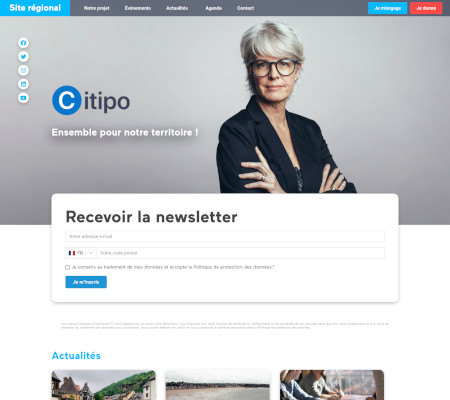 Site régional
Notre projet
Événements
Actualités
Agenda
Contact
Je m'engage
Je donne
Citipo
Ensemble pour notre territoire !
Recevoir la newsletter
Votre adresse e-mail
FR
Votre code postal
Je consens au traitement de mes données et accepte la Politique de protection des données.*
Je m'inscris
Actualités